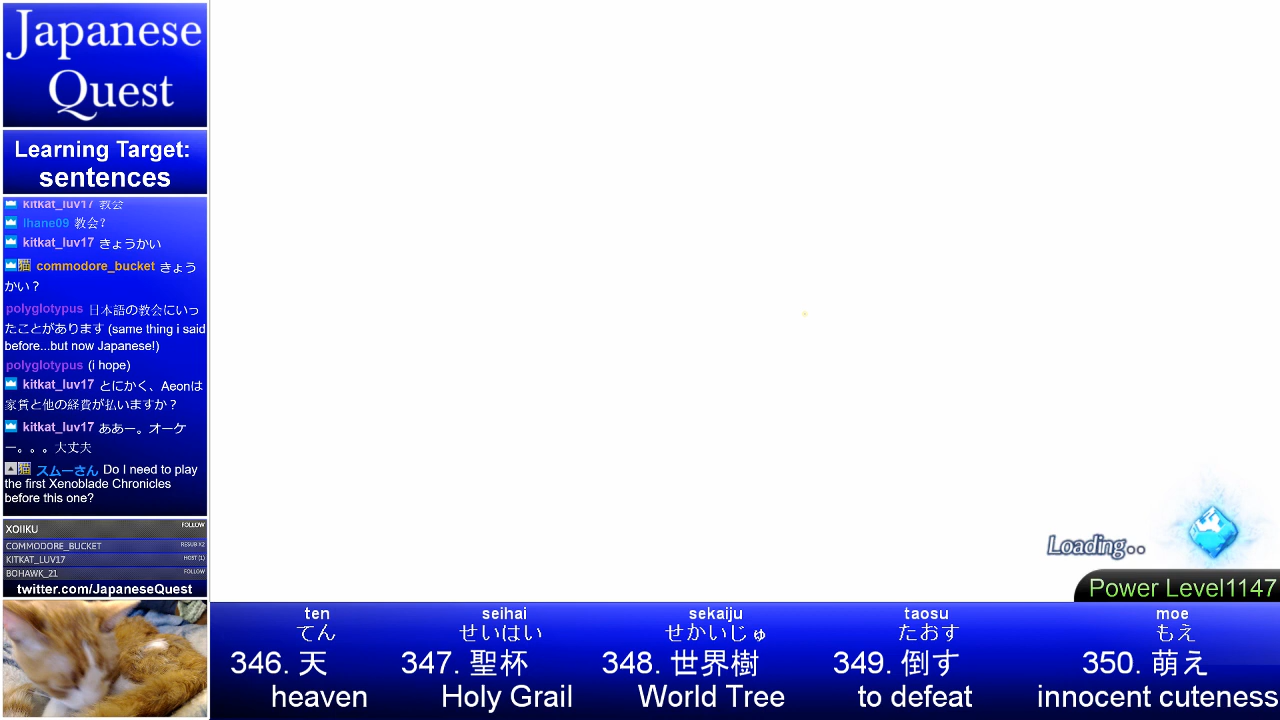 Japanese
Quest
Learning Target:
sentences
kitkat_luv17 教会
lhane09 教会?
kitkat_luv17 きょうかい
猫 commodore_bucket きょう
かい？
polyglotypus 日本語の教会にいっ
たことがあります (same thing i said
before...but now Japanese!)
polyglotypus (i hope)
kitkat_luv17 とにかく、Aeonは
家賃と他の経費が払いますか？
kitkat_luv17 ああー。オーケ
ー。。。大丈夫
猫 スムーさん Do I need to play
the first Xenoblade Chronicles
before this one?
XOIIKU FOLLOW
COMMODORE_BUCKET RESUB X2
KITKAT_LUV17 HOST (1)
BOHAWK_21 FOLLOW
twitter.com/JapaneseQuest
Loading..
Power Level1147
ten
てん
346. 天
heaven
seihai
せいはい
347. 聖杯
Holy Grail
sekaiju
せかいじゅ
348. 世界樹
World Tree
taosu
たおす
349. 倒す
to defeat
moe
もえ
350. 萌え
innocent cuteness